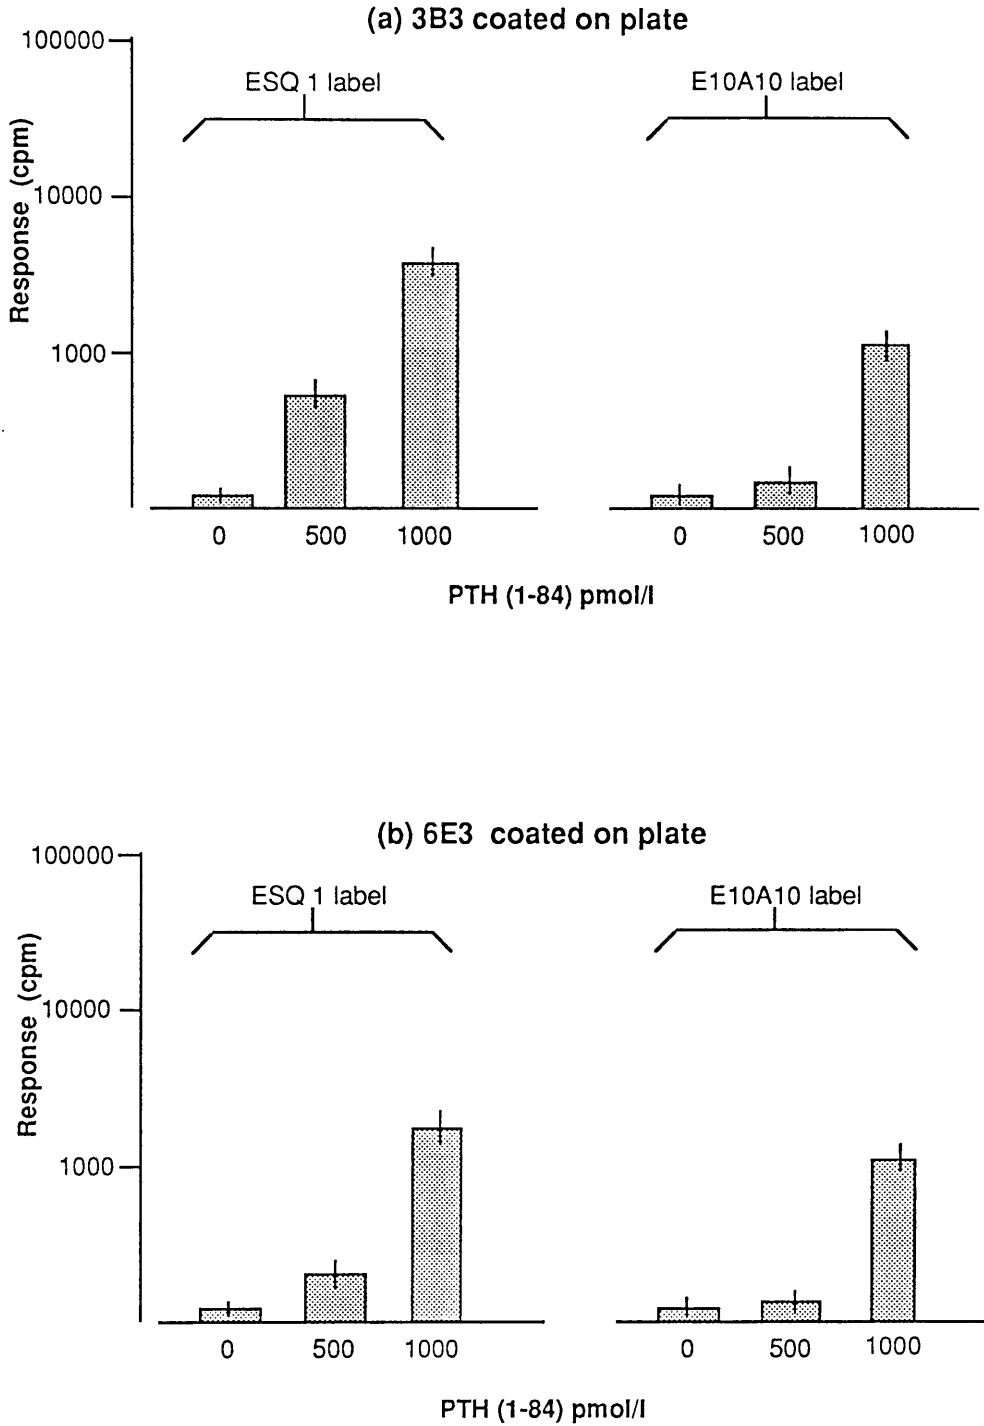 (a) 3B3 coated on plate
100000
ESQ 1 label
E10A10 label
10000
Response (cpm)
1000
0 500 1000
0 500 1000
PTH (1-84) pmol/l
(b) 6E3 coated on plate
100000
ESQ 1 label
E10A10 label
10000
Response (cpm)
1000
0 500 1000
0 500 1000
PTH (1-84) pmol/l